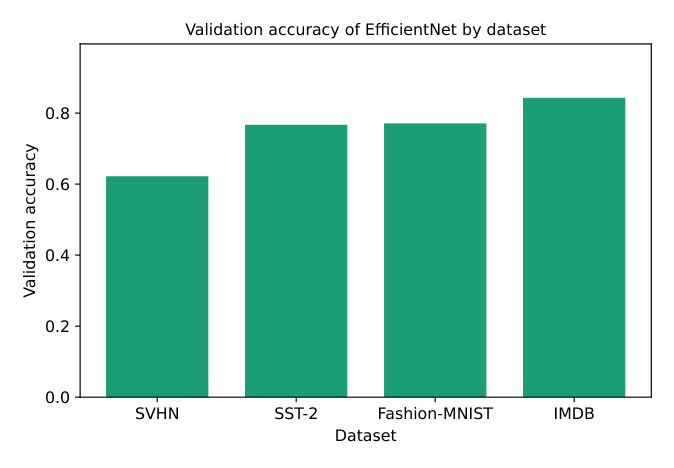 Validation accuracy of EfficientNet by dataset
Validation accuracy
0.8
0.6
0.4
0.2
0.0
SVHN
SST-2
Fashion-MNIST
IMDB
Dataset